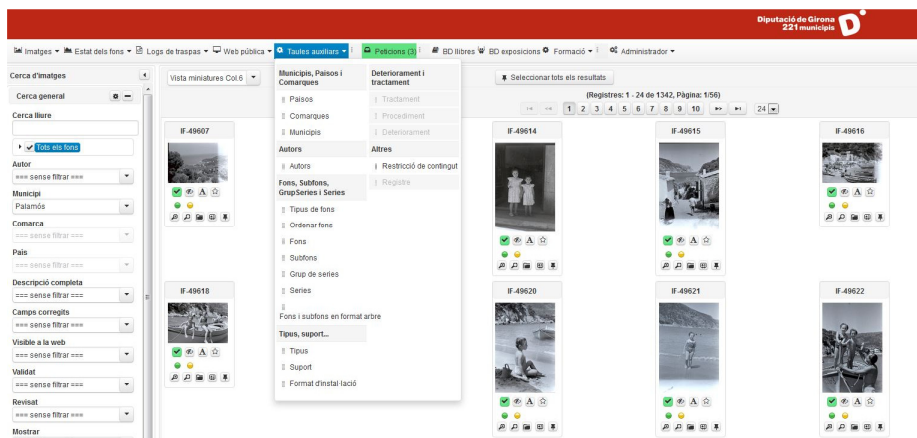 Diputació de Girona
221 municipis
D
Imatges
Estat dels fons
Logs de traspas
Web pública
Taules auxiliars
Peticions (3)
BD llibres
BD exposicions
Formació
Administrador
Cerca d'imatges
Cerca general
Cerca lliure
Tots els fons
Autor
=== sense filtrar ===
Municipi
Palamós
Comarca
=== sense filtrar ===
Pais
=== sense filtrar ===
Descripció completa
=== sense filtrar ===
Camps corregits
=== sense filtrar ===
Visible a la web
=== sense filtrar ===
Validat
=== sense filtrar ===
Revisat
=== sense filtrar ===
Mostrar
Vista miniatures Col.6
Municipis, Països i
Comarques
Paisos
Comarques
Municipis
Autors
Autors
Fons, Subfons,
GrupSeries i Series
Tipus de fons
Ordenar fons
Fons
Subfons
Grup de series
Series
Fons i subfons en format arbre
Tipus, suport...
Tipus
Suport
Format d'instal·lació
Deteriorament i
tractament
Tractament
Procediment
Deteriorament
Altres
Restricció de contingut
Registre
Seleccionar tots els resultats
(Registres: 1 - 24 de 1342, Pàgina: 1/56)
1 2 3 4 5 6 7 8 9 10
24
IF-49607
IF-49614
IF-49615
IF-49616
IF-49618
IF-49620
IF-49621
IF-49622